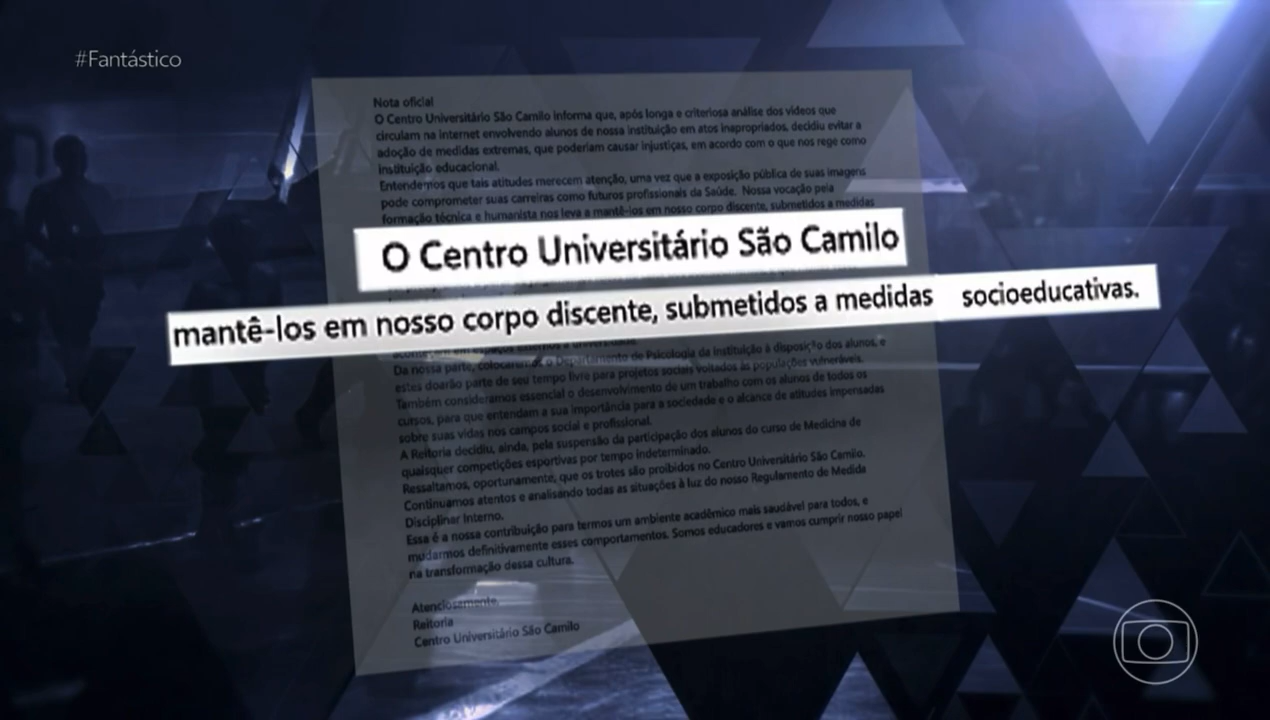 #Fantástico
Nota oficial
O Centro Universitário São Camilo informa que, após longa e criteriosa análise dos vídeos que
circulam na internet envolvendo alunos de nossa instituição em atos inapropriados, decidiu evitar a
adoção de medidas extremas, que poderiam causar injustiças, em acordo com o que nos rege como
instituição educacional.
Entendemos que tais atitudes merecem atenção, uma vez que a exposição pública de suas imagens
pode comprometer suas carreiras como futuros profissionais da Saúde. Nossa vocação pela
formação técnica e humanista nos leva a mantê-los em nosso corpo discente, submetidos a medidas
O Centro Universitário São Camilo
mantê-los em nosso corpo discente, submetidos a medidas socioeducativas.
acontecem em espaços externos à universidade.
Da nossa parte, colocaremos o Departamento de Psicologia da Instituição à disposição dos alunos, e
estes doarão parte de seu tempo livre para projetos sociais voltados às populações vulneráveis.
Também consideramos essencial o desenvolvimento de um trabalho com os alunos de todos os
cursos, para que entendam a sua importância para a sociedade e o alcance de atitudes impensadas
sobre suas vidas nos campos social e profissional.
A Reitoria decidiu, ainda, pela suspensão da participação dos alunos do curso de Medicina de
quaisquer competições esportivas por tempo indeterminado.
Ressaltamos, oportunamente, que os trotes são proibidos no Centro Universitário São Camilo.
Continuamos atentos e analisando todas as situações à luz do nosso Regulamento de Medida
Disciplinar Interno.
Essa é a nossa contribuição para termos um ambiente acadêmico mais saudável para todos, e
mudarmos definitivamente esses comportamentos. Somos educadores e vamos cumprir nosso papel
na transformação dessa cultura.
Atenciosamente,
Reitoria
Centro Universitário São Camilo